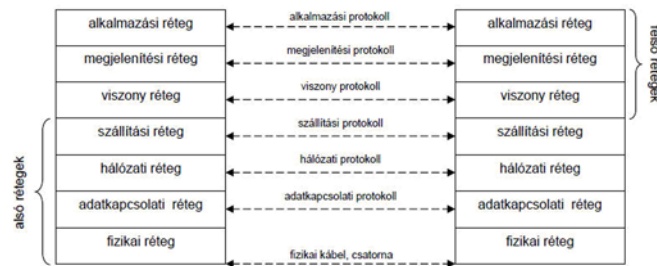 alkalmazási réteg
megjelenítési réteg
viszony réteg
szállítási réteg
hálózati réteg
adatkapcsolati réteg
fizikai réteg
alsó rétegek
alkalmazási protokoll
megjelenítési protokoll
viszony protokoll
szállítási protokoll
hálózati protokoll
adatkapcsolati protokoll
fizikai kábel, csatorna
alkalmazási réteg
megjelenítési réteg
viszony réteg
szállítási réteg
hálózati réteg
adatkapcsolati réteg
fizikai réteg
felső rétegek